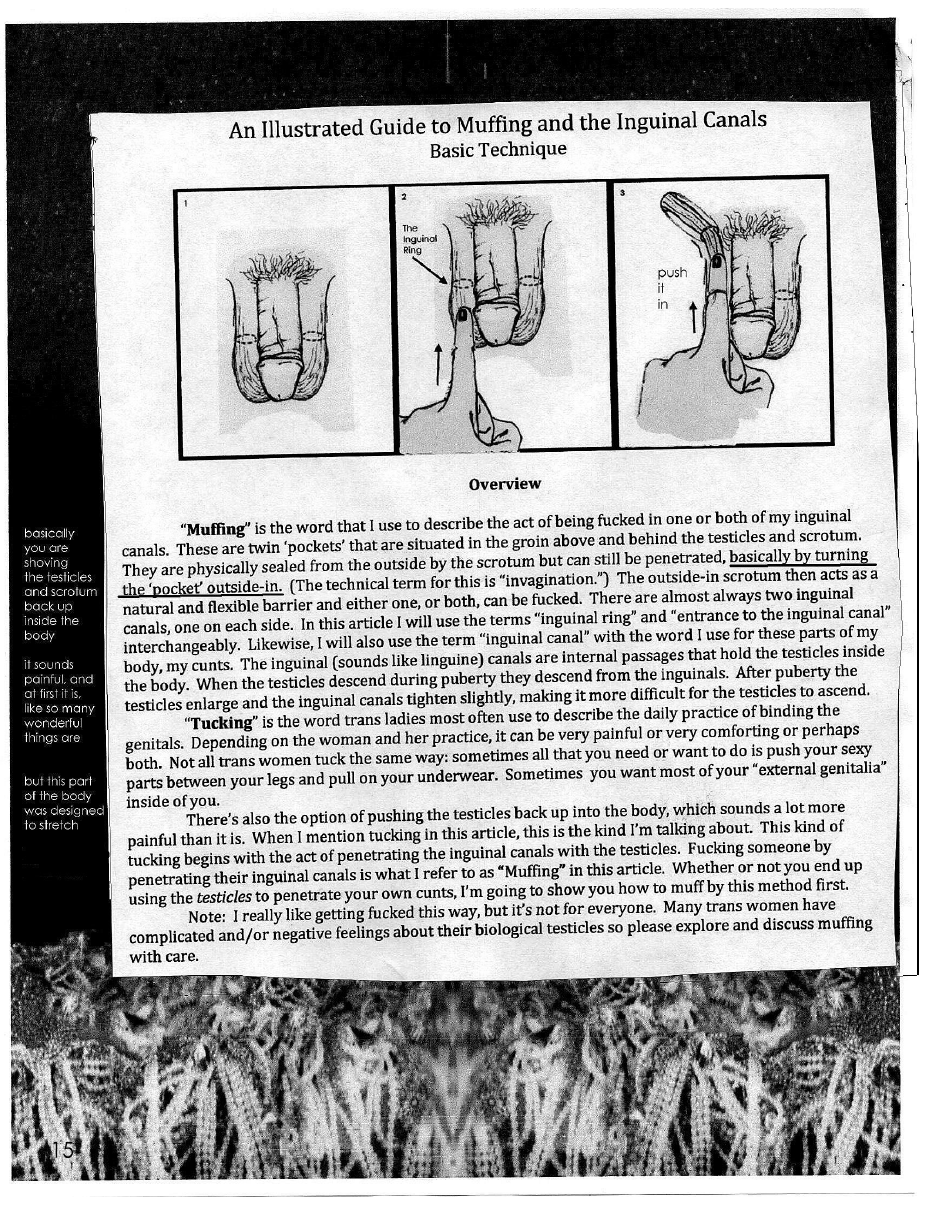 An Illustrated Guide to Muffing and the Inguinal Canals
Basic Technique
1
2
The
Inguinal
Ring
3
push
it
in
Overview
"Muffing" is the word that I use to describe the act of being fucked in one or both of my inguinal
canals. These are twin 'pockets' that are situated in the groin above and behind the testicles and scrotum.
They are physically sealed from the outside by the scrotum but can still be penetrated, basically by turning
the 'pocket' outside-in. (The technical term for this is "invagination.") The outside-in scrotum then acts as a
natural and flexible barrier and either one, or both, can be fucked. There are almost always two inguinal
canals, one on each side. In this article I will use the terms "inguinal ring" and "entrance to the inguinal canal"
interchangeably. Likewise, I will also use the term "inguinal canal" with the word I use for these parts of my
body, my cunts. The inguinal (sounds like linguine) canals are internal passages that hold the testicles inside
the body. When the testicles descend during puberty they descend from the inguinals. After puberty the
testicles enlarge and the inguinal canals tighten slightly, making it more difficult for the testicles to ascend.
"Tucking" is the word trans ladies most often use to describe the daily practice of binding the
genitals. Depending on the woman and her practice, it can be very painful or very comforting or perhaps
both. Not all trans women tuck the same way: sometimes all that you need or want to do is push your sexy
parts between your legs and pull on your underwear. Sometimes you want most of your "external genitalia"
inside of you.
There's also the option of pushing the testicles back up into the body, which sounds a lot more
painful than it is. When I mention tucking in this article, this is the kind I'm talking about. This kind of
tucking begins with the act of penetrating the inguinal canals with the testicles. Fucking someone by
penetrating their inguinal canals is what I refer to as "Muffing" in this article. Whether or not you end up
using the testicles to penetrate your own cunts, I'm going to show you how to muff by this method first.
Note: I really like getting fucked this way, but it's not for everyone. Many trans women have
complicated and/or negative feelings about their biological testicles so please explore and discuss muffing
with care.
basically
you are
shoving
the testicles
and scrotum
back up
inside the
body
it sounds
painful, and
at first it is,
like so many
wonderful
things are
but this part
of the body
was designed
to stretch
15